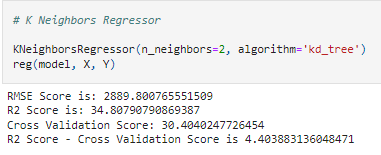 # K Neighbors Regressor
KNeighborsRegressor(n_neighbors=2, algorithm='kd_tree')
reg(model, X, Y)
RMSE Score is: 2889.800765551509
R2 Score is: 34.80790790869387
Cross Validation Score: 30.4040247726454
R2 Score - Cross Validation Score is 4.403883136048471